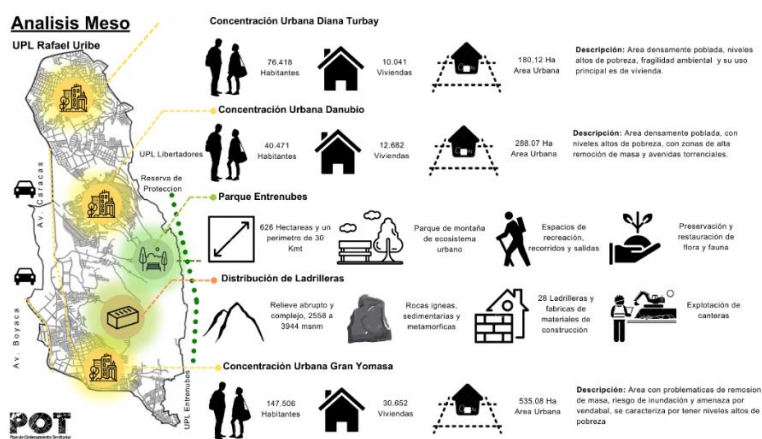 Analisis Meso
UPL Rafael Uribe
Concentración Urbana Diana Turbay
76.418
Habitantes
10.041
Viviendas
180,12 Ha
Area Urbana
Descripción: Area densamente poblada, niveles
altos de pobreza, fragilidad ambiental y su uso
principal es de vivienda.
Concentración Urbana Danubio
UPL Libertadores
40.471
Habitantes
12.682
Viviendas
288.07 Ha
Area Urbana
Descripción: Area densamente poblada, con
niveles altos de pobreza, con zonas de alta
remoción de masa y avenidas torrenciales.
Reserva de
Protección
Av. Caracas
Parque Entrenubes
626 Hectareas y un
perimetro de 30
Kmt
Parque de montaña
de ecosistema
urbano
Espacios de
recreación,
recorridos y salidas
Preservación y
restauración de
flora y fauna
Distribución de Ladrilleras
Relieve abrupto y
complejo, 2558 a
3944 msnm
Rocas igneas,
sedimentarias y
metamorficas
28 Ladrilleras y
fabricas de
materiales de
construcción
Explotación de
canteras
Av. Boyaca
Concentración Urbana Gran Yomasa
UPL Entrenubes
147.506
Habitantes
30.652
Viviendas
535,08 Ha
Area Urbana
Descripción: Area con problematicas de remosion
de masa, riesgo de inundación y amenaza por
vendabal, se caracteriza por tener niveles altos de
pobreza
POT
Plan de Ordenamiento Territorial